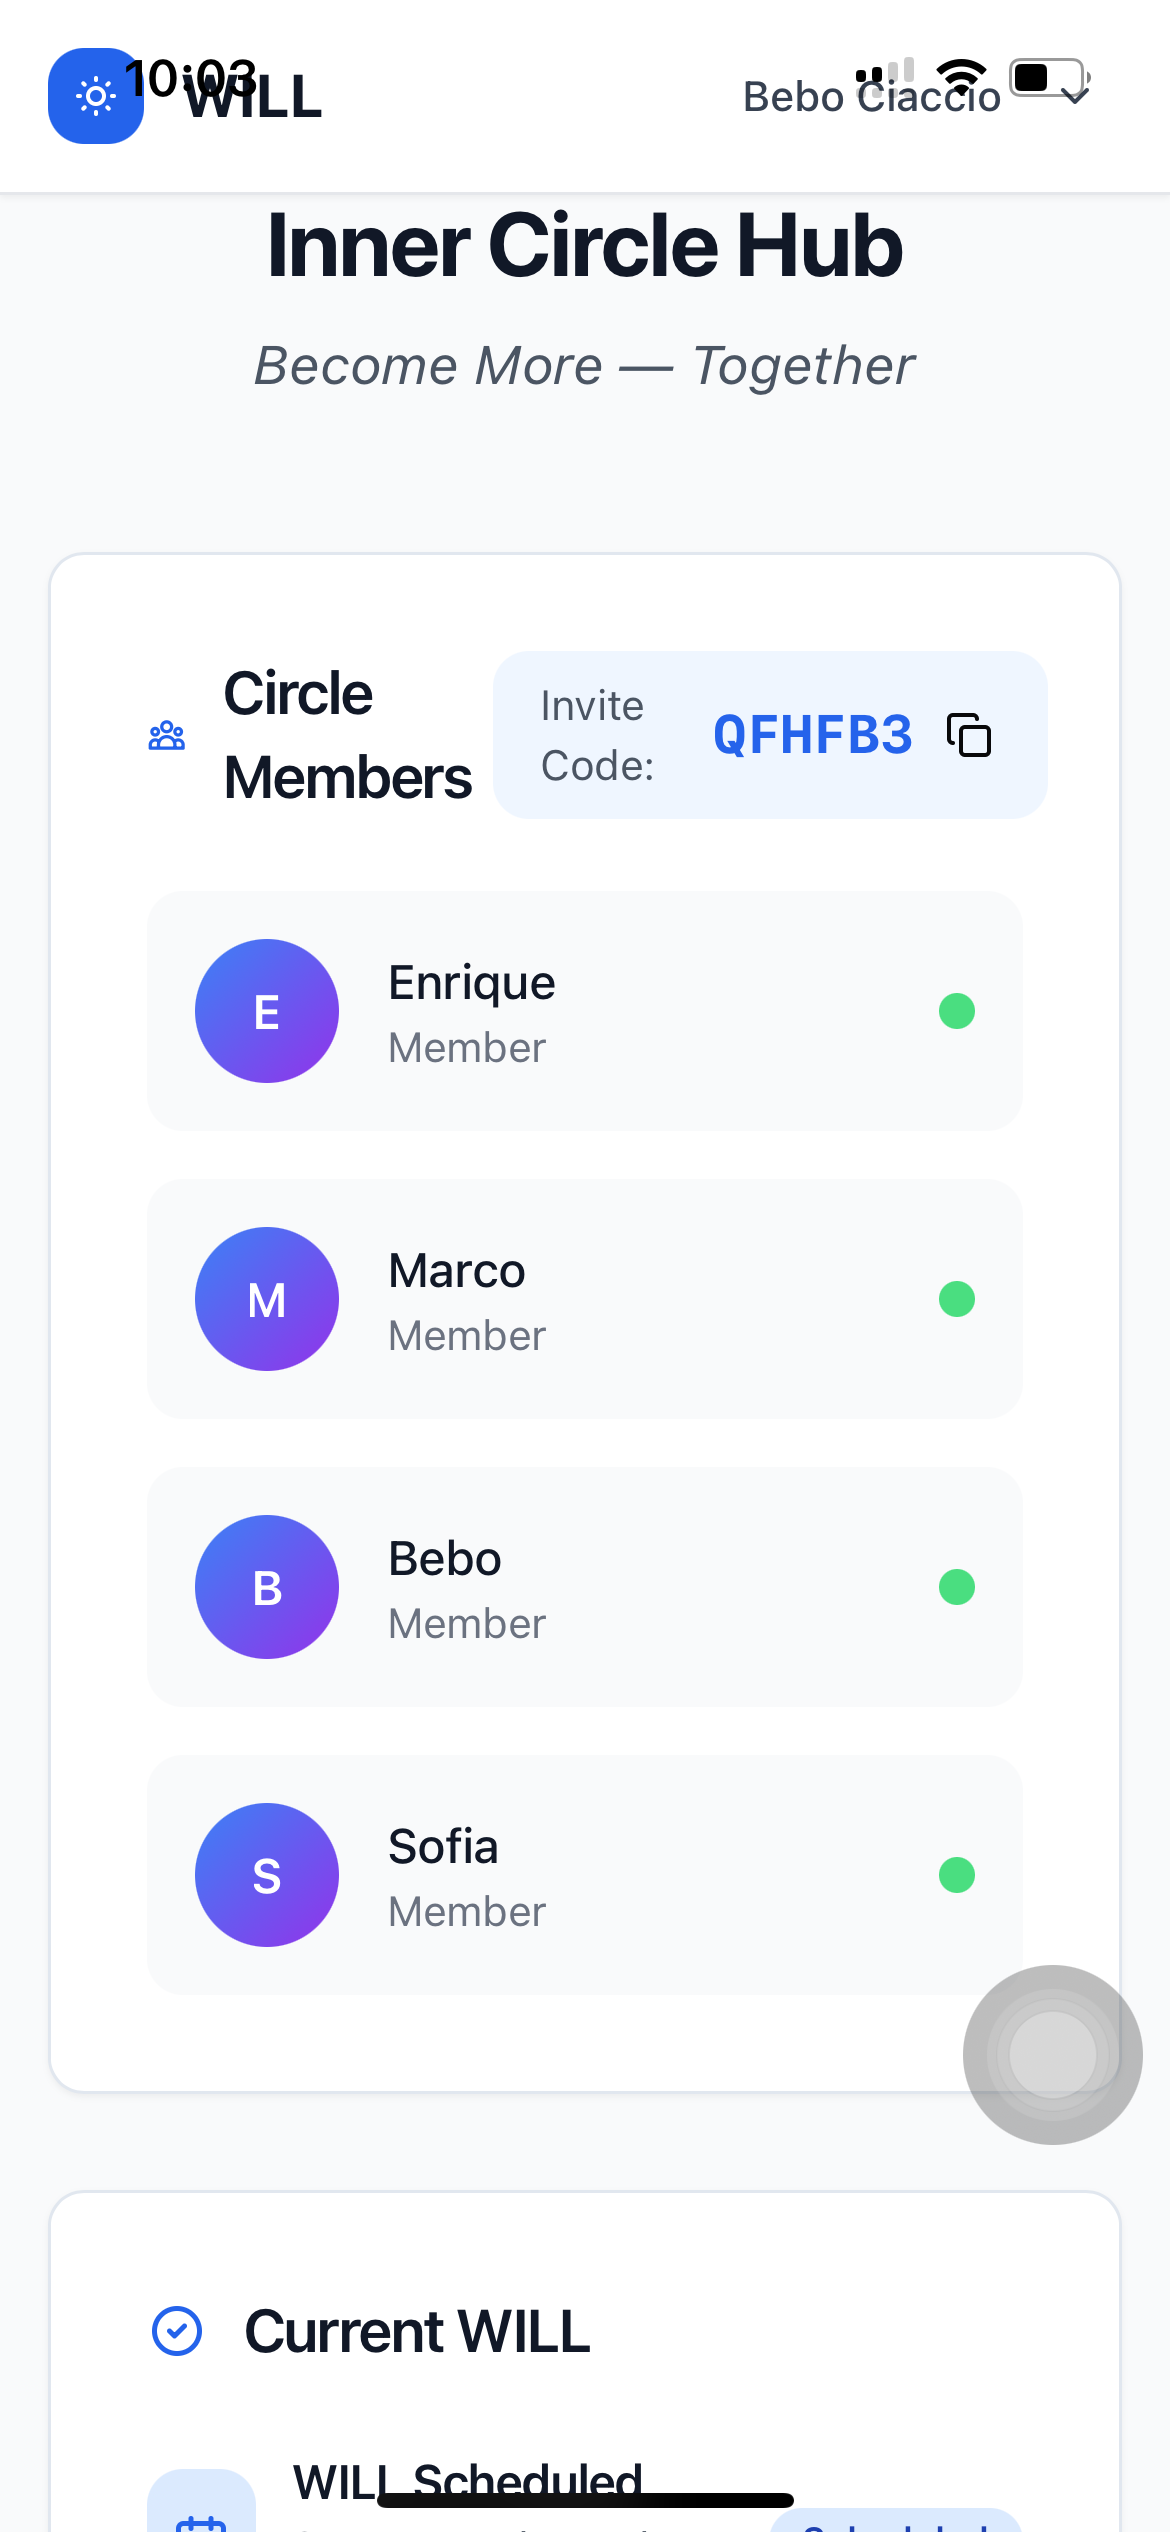 10:03
WILL
Bebo Ciaccio
Inner Circle Hub
Become More — Together
Circle
Members
Invite
Code:
QFHFB3
E
Enrique
Member
M
Marco
Member
B
Bebo
Member
S
Sofia
Member
Current WILL
WILL Scheduled
Scheduled